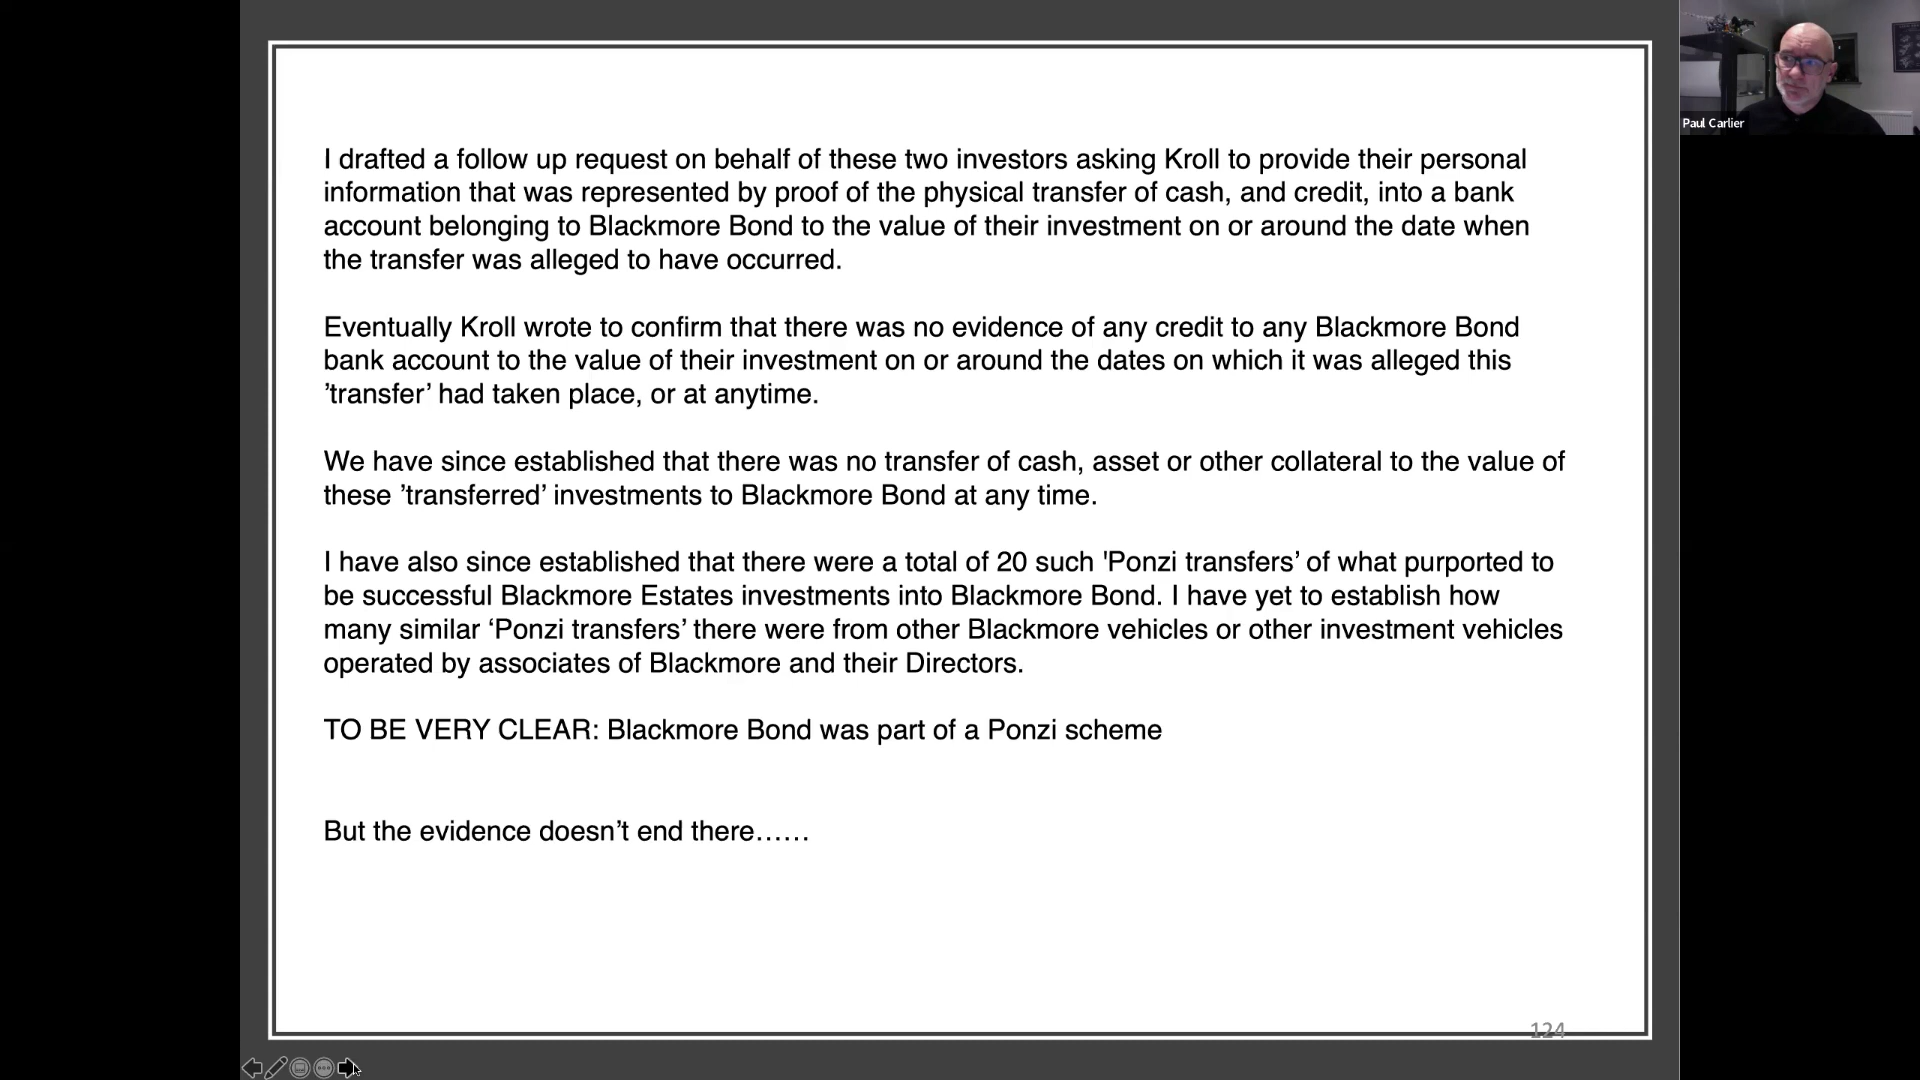 Paul Carlier
I drafted a follow up request on behalf of these two investors asking Kroll to provide their personal
information that was represented by proof of the physical transfer of cash, and credit, into a bank
account belonging to Blackmore Bond to the value of their investment on or around the date when
the transfer was alleged to have occurred.
Eventually Kroll wrote to confirm that there was no evidence of any credit to any Blackmore Bond
bank account to the value of their investment on or around the dates on which it was alleged this
’transfer’ had taken place, or at anytime.
We have since established that there was no transfer of cash, asset or other collateral to the value of
these ’transferred’ investments to Blackmore Bond at any time.
I have also since established that there were a total of 20 such 'Ponzi transfers’ of what purported to
be successful Blackmore Estates investments into Blackmore Bond. I have yet to establish how
many similar ‘Ponzi transfers’ there were from other Blackmore vehicles or other investment vehicles
operated by associates of Blackmore and their Directors.
TO BE VERY CLEAR: Blackmore Bond was part of a Ponzi scheme
But the evidence doesn’t end there……
124